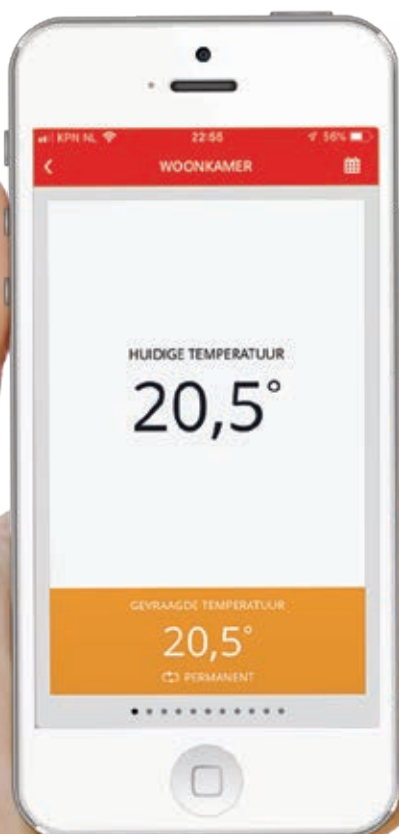 KPN NL 22:55 56%
WOONKAMER
HUIDIGE TEMPERATUUR
20,5°
GEVRAAGDE TEMPERATUUR
20,5°
PERMANENT